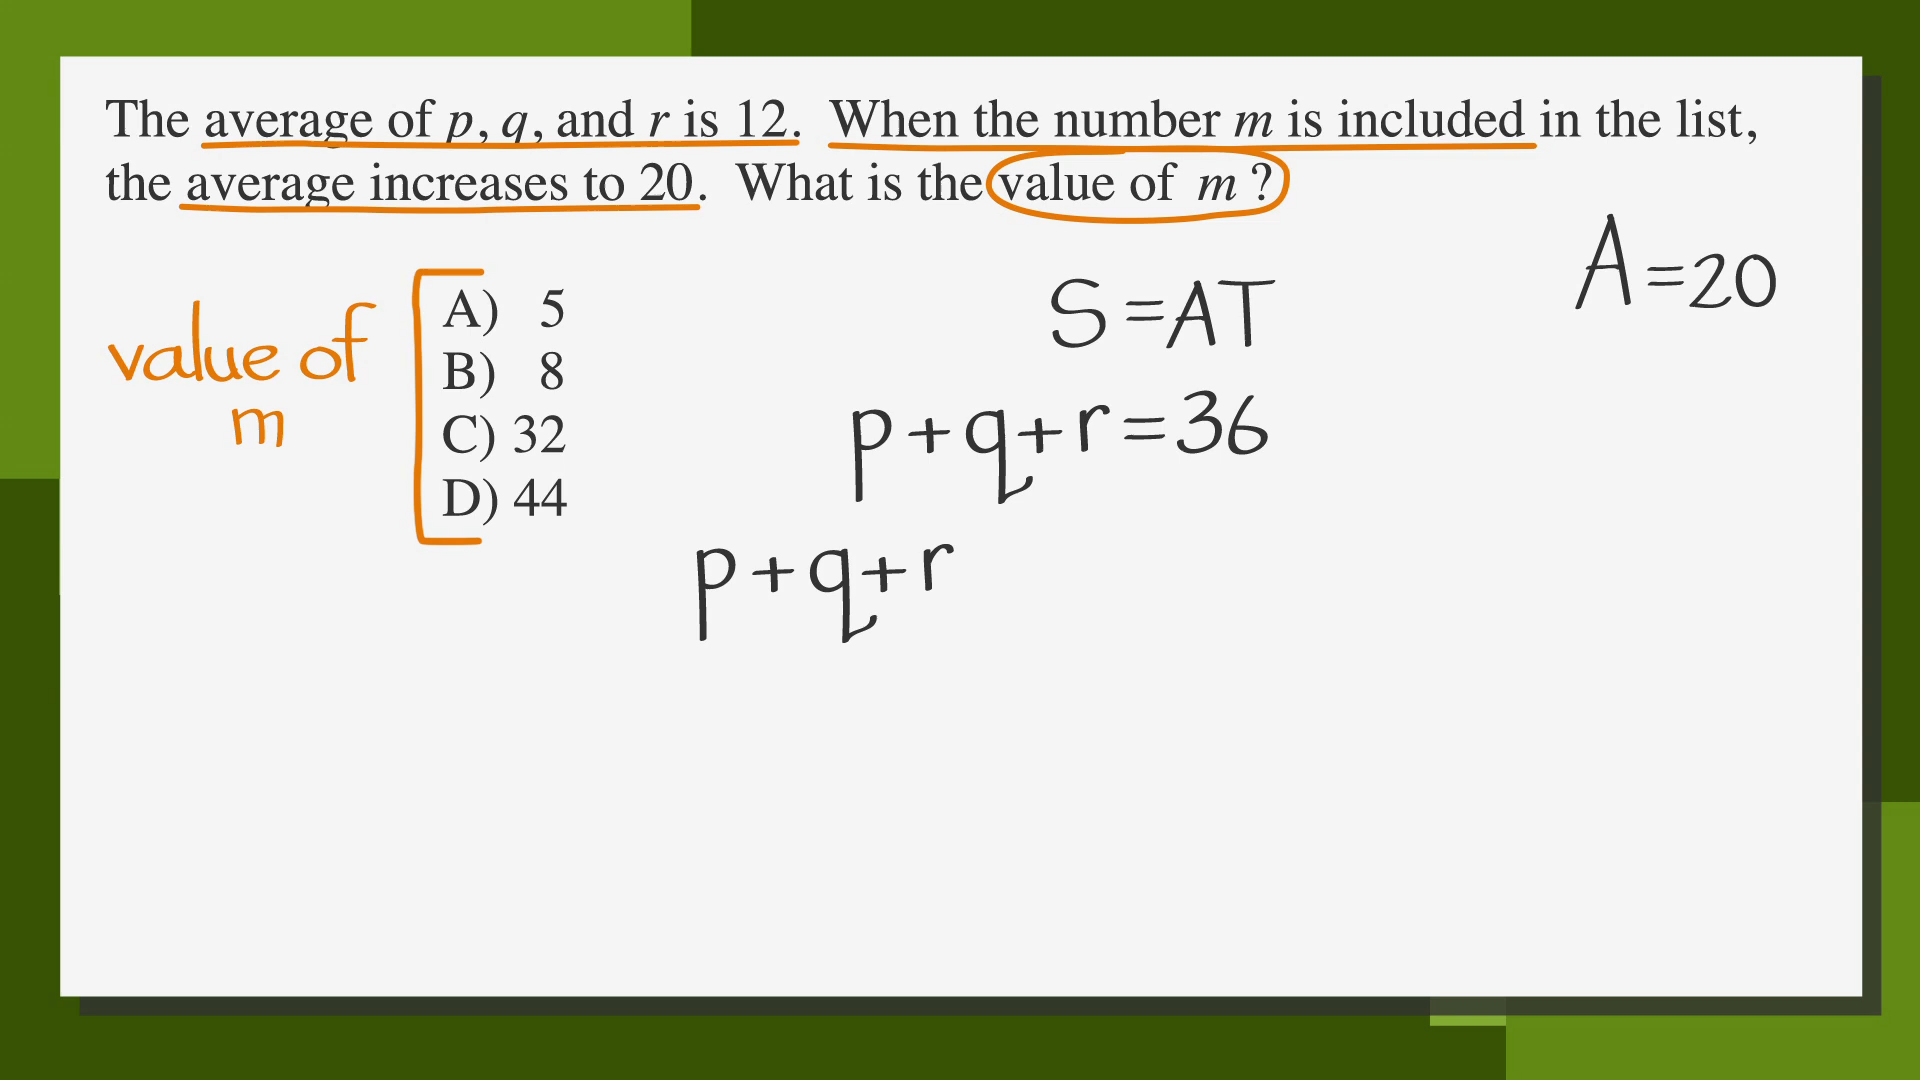 The average of p, q, and r is 12. When the number m is included in the list,
the average increases to 20. What is the value of m ?
A = 20
value of
m
A) 5
B) 8
C) 32
D) 44
S = AT
p + q + r = 36
p + q + r